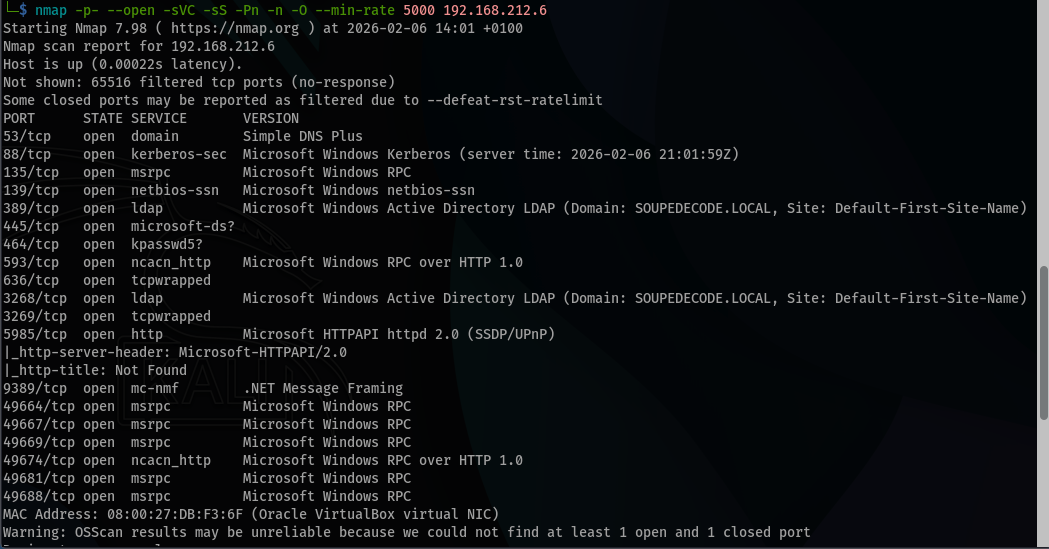 └─$ nmap -p- --open -sVC -sS -Pn -n -O --min-rate 5000 192.168.212.6
Starting Nmap 7.98 ( https://nmap.org ) at 2026-02-06 14:01 +0100
Nmap scan report for 192.168.212.6
Host is up (0.00022s latency).
Not shown: 65516 filtered tcp ports (no-response)
Some closed ports may be reported as filtered due to --defeat-rst-ratelimit
PORT      STATE SERVICE       VERSION
53/tcp    open  domain        Simple DNS Plus
88/tcp    open  kerberos-sec  Microsoft Windows Kerberos (server time: 2026-02-06 21:01:59Z)
135/tcp   open  msrpc         Microsoft Windows RPC
139/tcp   open  netbios-ssn   Microsoft Windows netbios-ssn
389/tcp   open  ldap          Microsoft Windows Active Directory LDAP (Domain: SOUPEDECODE.LOCAL, Site: Default-First-Site-Name)
445/tcp   open  microsoft-ds?
464/tcp   open  kpasswd5?
593/tcp   open  ncacn_http    Microsoft Windows RPC over HTTP 1.0
636/tcp   open  tcpwrapped
3268/tcp  open  ldap          Microsoft Windows Active Directory LDAP (Domain: SOUPEDECODE.LOCAL, Site: Default-First-Site-Name)
3269/tcp  open  tcpwrapped
5985/tcp  open  http          Microsoft HTTPAPI httpd 2.0 (SSDP/UPnP)
|_http-server-header: Microsoft-HTTPAPI/2.0
|_http-title: Not Found
9389/tcp  open  mc-nmf        .NET Message Framing
49664/tcp open  msrpc         Microsoft Windows RPC
49667/tcp open  msrpc         Microsoft Windows RPC
49669/tcp open  msrpc         Microsoft Windows RPC
49674/tcp open  ncacn_http    Microsoft Windows RPC over HTTP 1.0
49681/tcp open  msrpc         Microsoft Windows RPC
49688/tcp open  msrpc         Microsoft Windows RPC
MAC Address: 08:00:27:DB:F3:6F (Oracle VirtualBox virtual NIC)
Warning: OSScan results may be unreliable because we could not find at least 1 open and 1 closed port
KALI